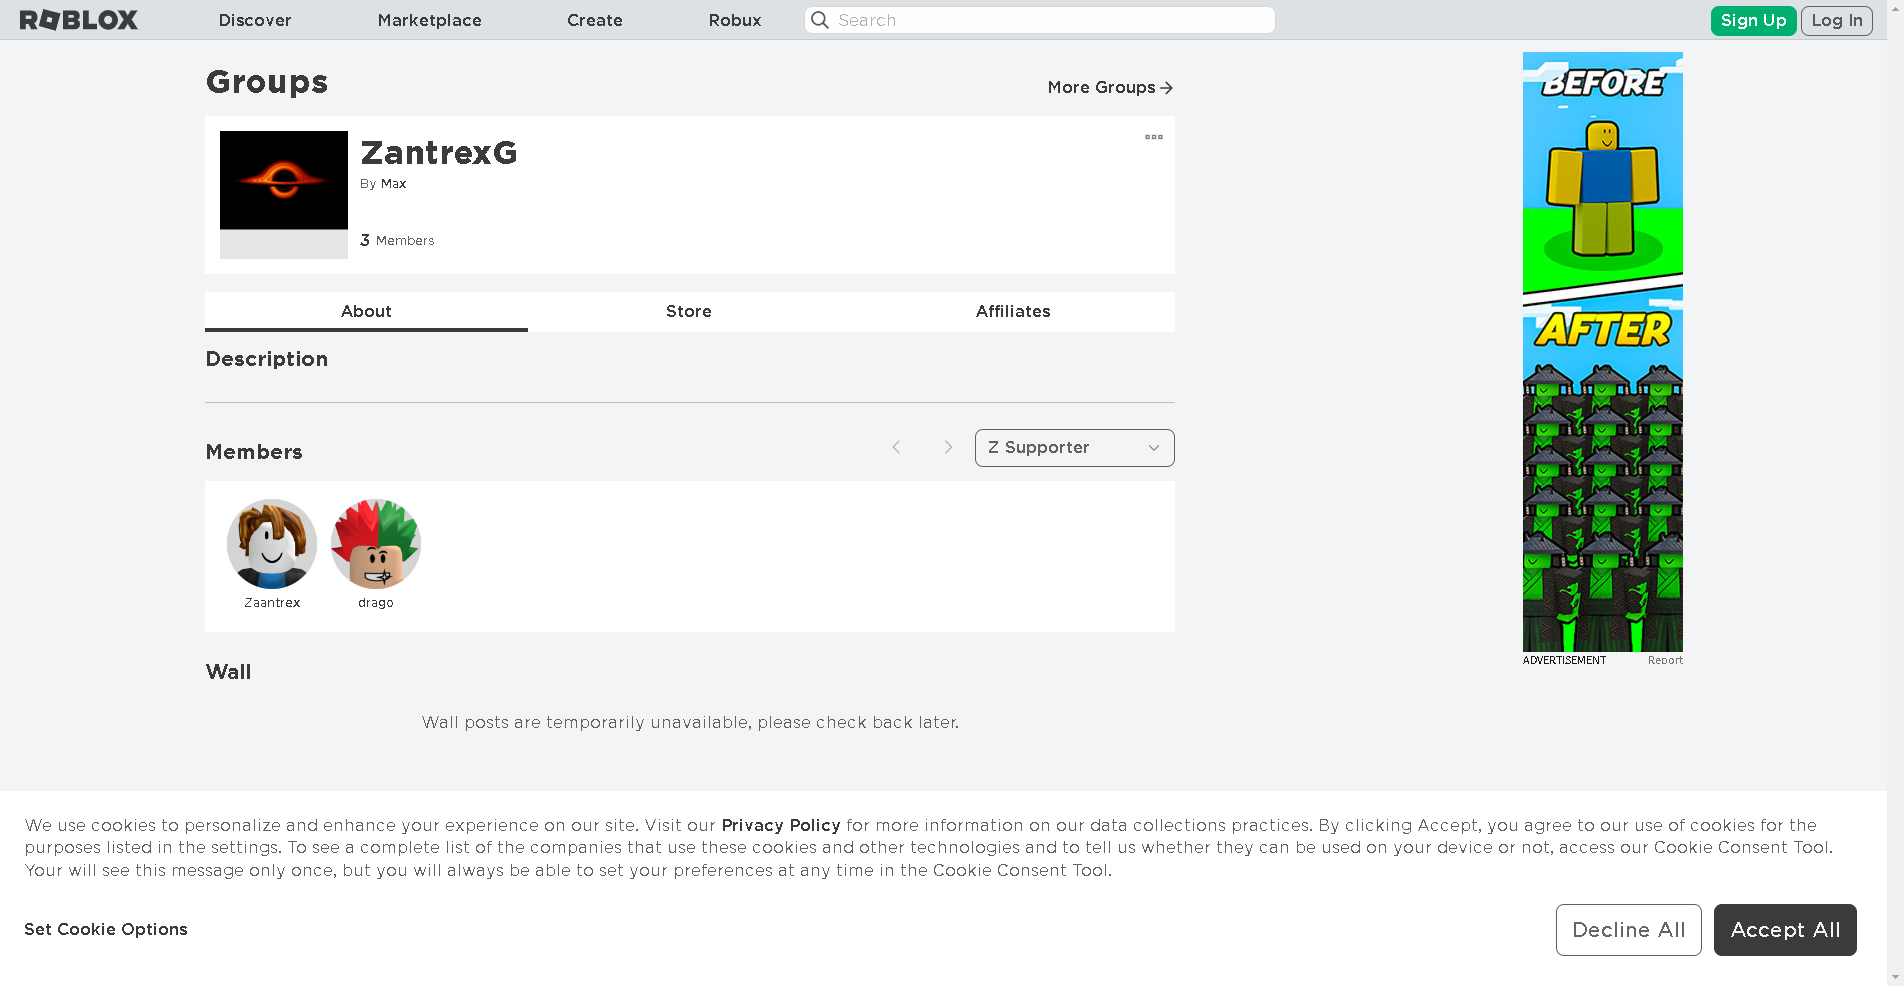 ROBLOX
Discover
Marketplace
Create
Robux
Search
Sign Up
Log In
Groups
More Groups
ZantrexG
By Max
3 Members
About
Store
Affiliates
Description
Members
Z Supporter
Zaantrex
drago
Wall
Wall posts are temporarily unavailable, please check back later.
BEFORE
AFTER
ADVERTISEMENT
Report
We use cookies to personalize and enhance your experience on our site. Visit our Privacy Policy for more information on our data collections practices. By clicking Accept, you agree to our use of cookies for the
purposes listed in the settings. To see a complete list of the companies that use these cookies and other technologies and to tell us whether they can be used on your device or not, access our Cookie Consent Tool.
Your will see this message only once, but you will always be able to set your preferences at any time in the Cookie Consent Tool.
Set Cookie Options
Decline All
Accept All